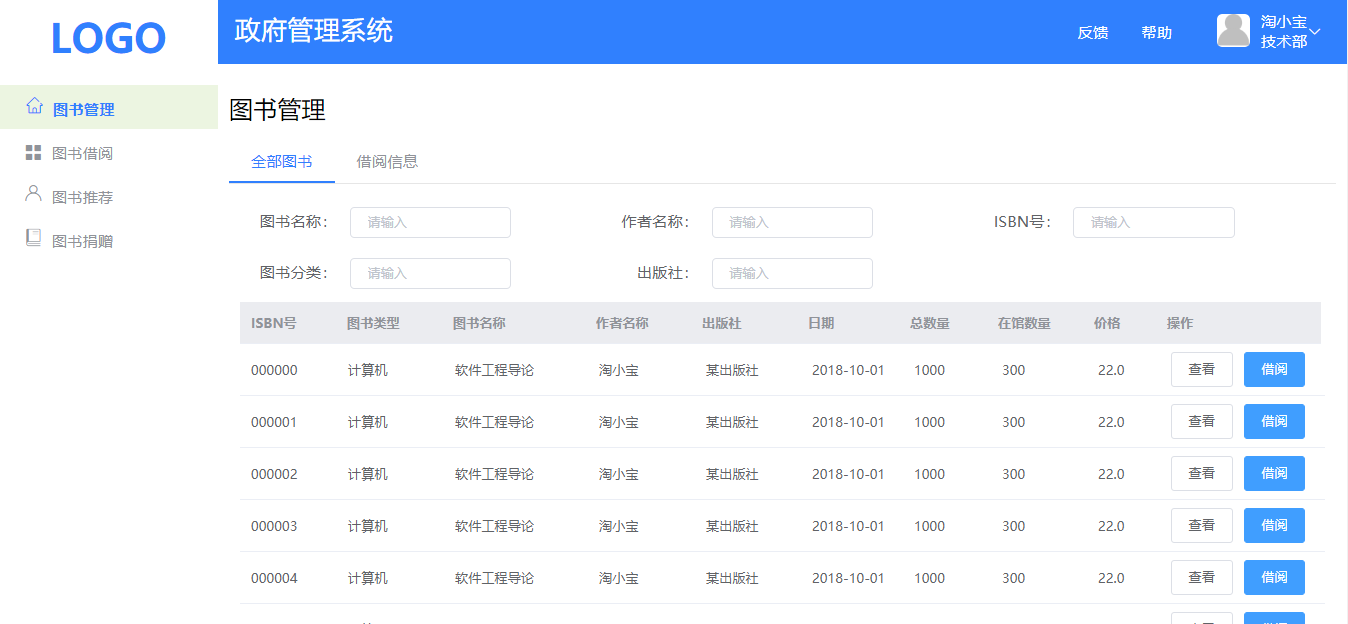 LOGO
政府管理系统
反馈
帮助
淘小宝
技术部
图书管理
图书借阅
图书推荐
图书捐赠
图书管理
全部图书 借阅信息
图书名称: 请输入 作者名称: 请输入 ISBN号: 请输入
图书分类: 请输入 出版社: 请输入
ISBN号 图书类型 图书名称 作者名称 出版社 日期 总数量 在馆数量 价格 操作
000000 计算机 软件工程导论 淘小宝 某出版社 2018-10-01 1000 300 22.0 查看 借阅
000001 计算机 软件工程导论 淘小宝 某出版社 2018-10-01 1000 300 22.0 查看 借阅
000002 计算机 软件工程导论 淘小宝 某出版社 2018-10-01 1000 300 22.0 查看 借阅
000003 计算机 软件工程导论 淘小宝 某出版社 2018-10-01 1000 300 22.0 查看 借阅
000004 计算机 软件工程导论 淘小宝 某出版社 2018-10-01 1000 300 22.0 查看 借阅